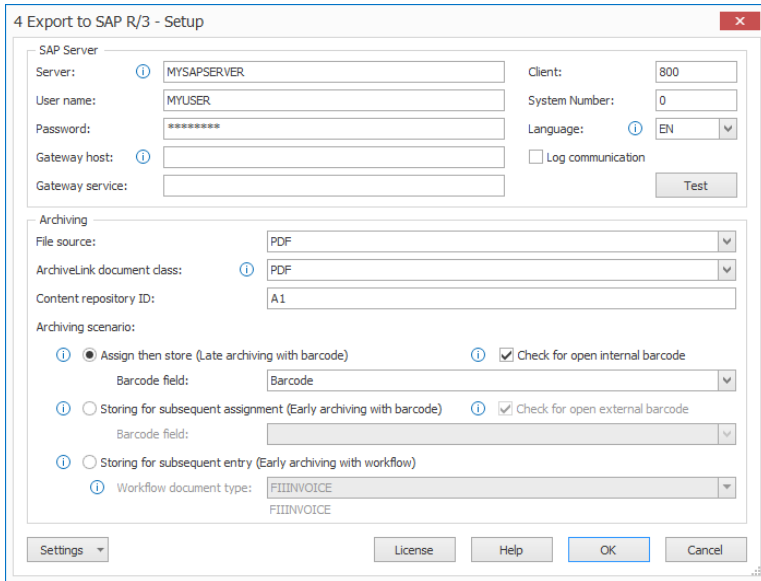 4 Export to SAP R/3 - Setup
SAP Server
Server: MYSAPSERVER Client: 800
User name: MYUSER System Number: 0
Password: ******** Language: EN
Gateway host: Log communication
Gateway service: Test
Archiving
File source: PDF
ArchiveLink document class: PDF
Content repository ID: A1
Archiving scenario:
Assign then store (Late archiving with barcode) Check for open internal barcode
Barcode field: Barcode
Storing for subsequent assignment (Early archiving with barcode) Check for open external barcode
Barcode field:
Storing for subsequent entry (Early archiving with workflow)
Workflow document type: FIIINVOICE
FIIINVOICE
Settings License Help OK Cancel